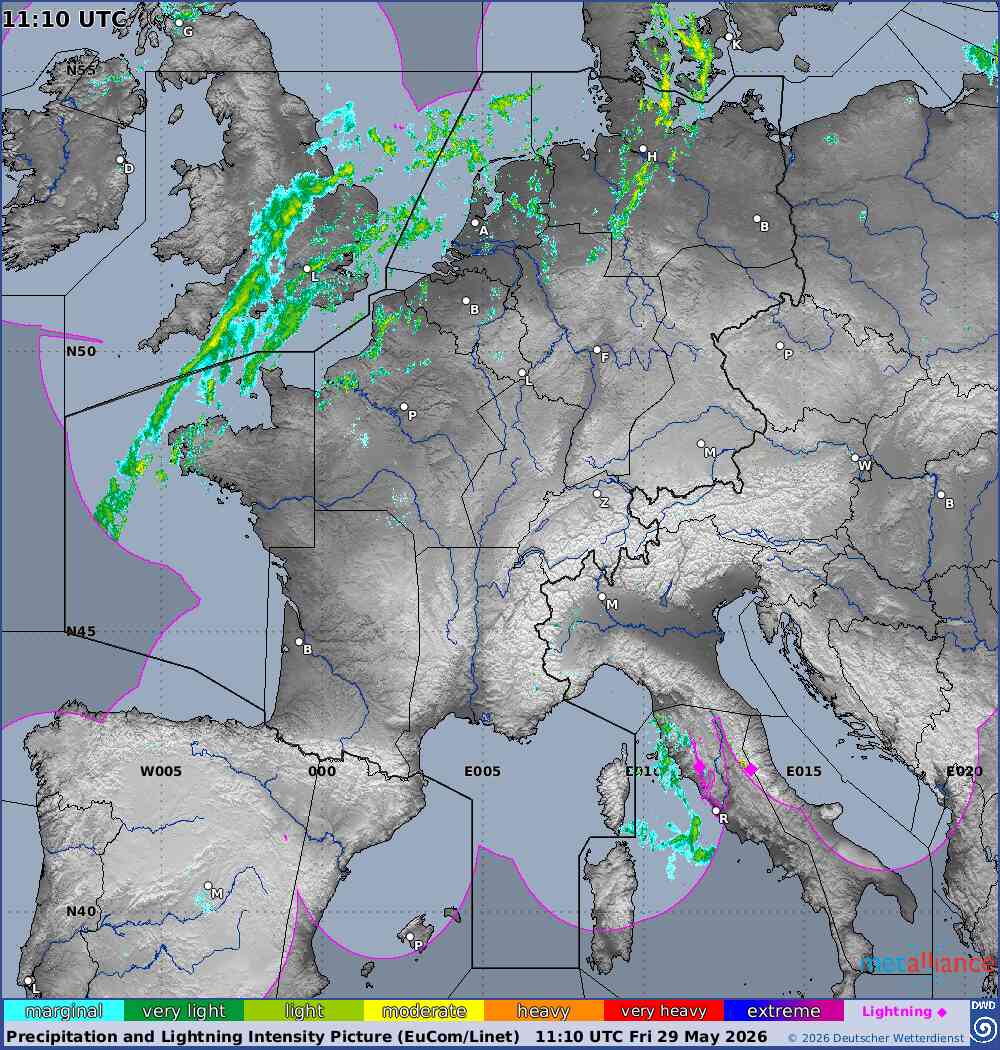 11:10 UTC
G
K
N55
D
H
A
B
L
B
N50
P
F
L
P
M
W
Z
B
M
N45
B
W005
000
E005
E010
E015
E020
R
M
N40
P
L
metalliance
marginal very light light moderate heavy very heavy extreme Lightning ◆
DWD
Precipitation and Lightning Intensity Picture (EuCom/Linet) 11:10 UTC Fri 29 May 2026 © 2026 Deutscher Wetterdienst